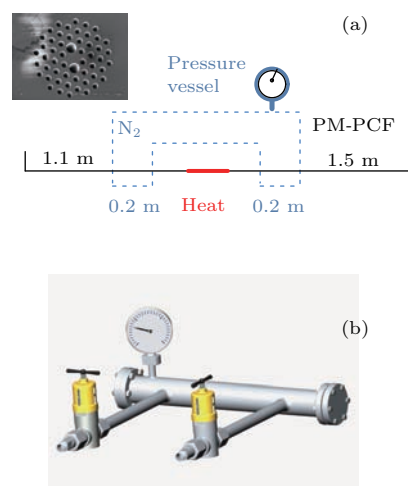 (a)
Pressure
vessel
N₂
PM-PCF
1.1 m
1.5 m
0.2 m
Heat
0.2 m
(b)